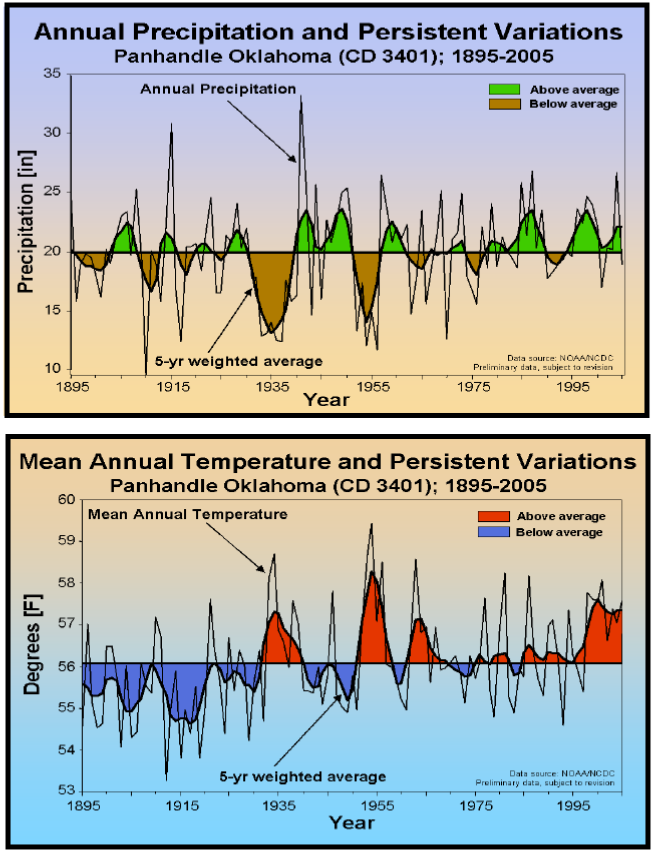 Annual Precipitation and Persistent Variations
Panhandle Oklahoma (CD 3401); 1895-2005
35
30
25
20
15
10
Precipitation [in]
Annual Precipitation
Above average
Below average
5-yr weighted average
Data source: NOAA/NCDC
Preliminary data, subject to revision
1895
1915
1935
1955
1975
1995
Year
Mean Annual Temperature and Persistent Variations
Panhandle Oklahoma (CD 3401); 1895-2005
60
59
58
57
56
55
54
53
Degrees [F]
Mean Annual Temperature
Above average
Below average
5-yr weighted average
Data source: NOAA/NCDC
Preliminary data, subject to revision
1895
1915
1935
1955
1975
1995
Year